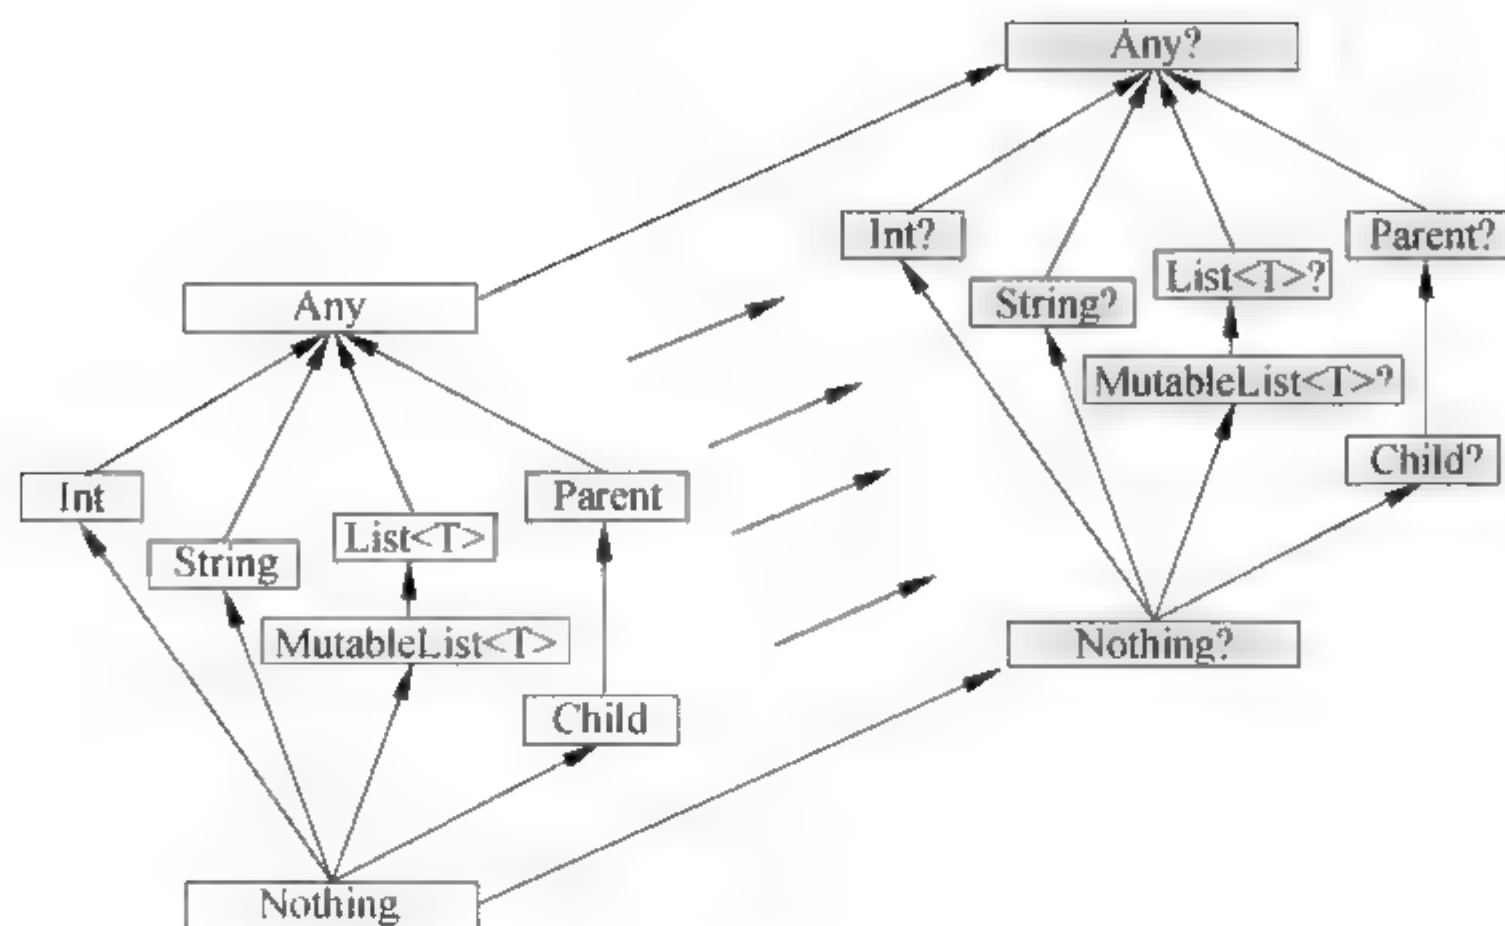 Any?
Int?
Parent?
List<T>?
String?
Any
MutableList<T>?
Child?
Int
Parent
List<T>
String
MutableList<T>
Nothing?
Child
Nothing